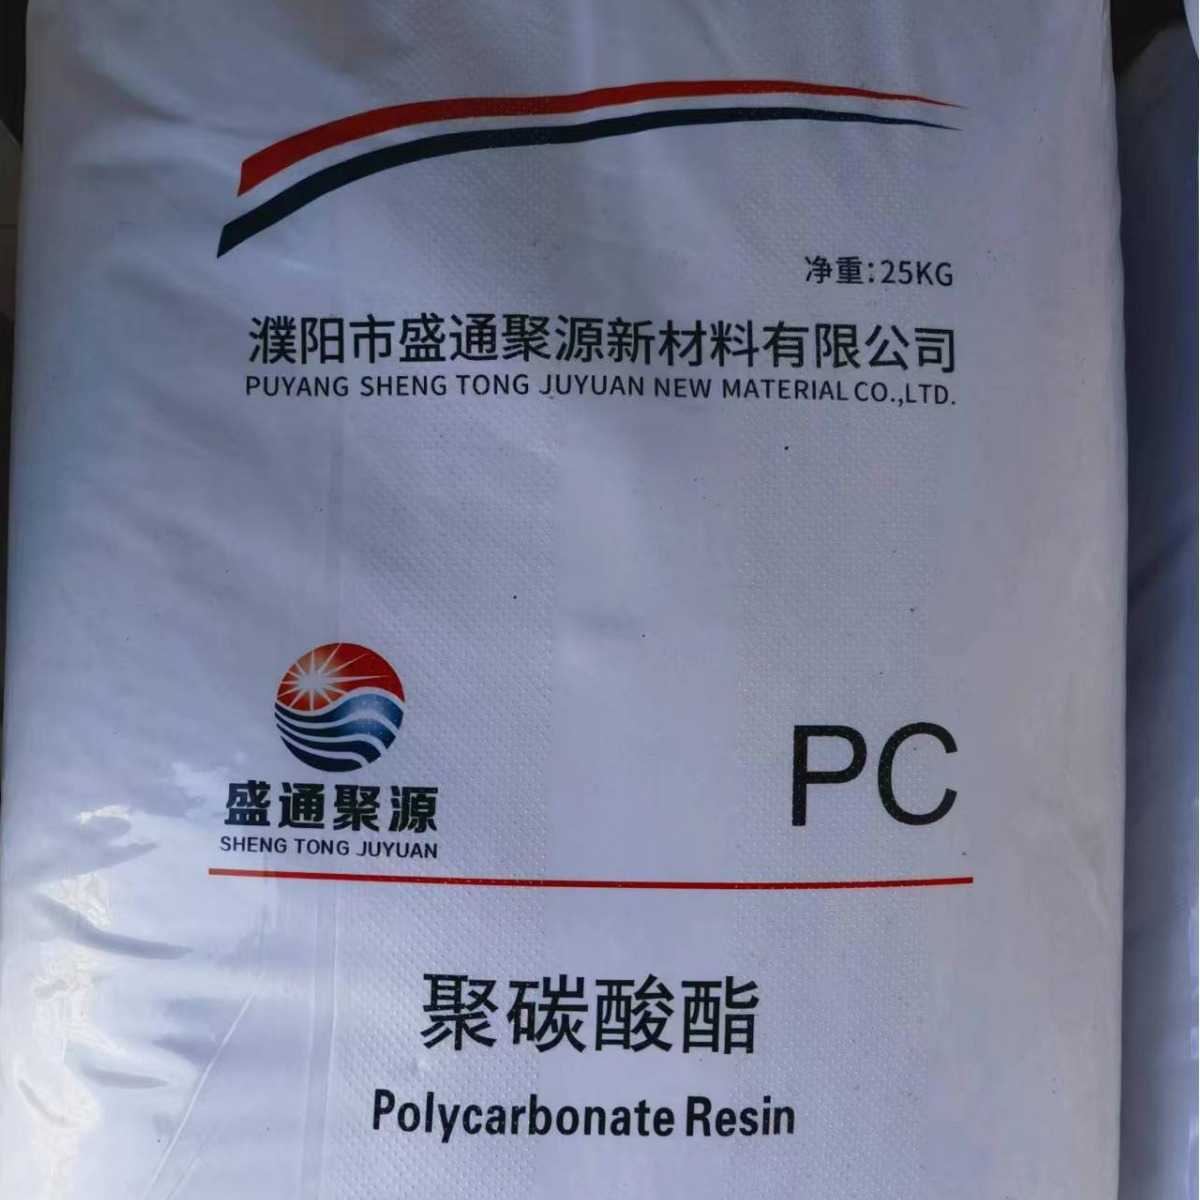 净重:25KG
濮阳市盛通聚源新材料有限公司
PUYANG SHENG TONG JUYUAN NEW MATERIAL CO.,LTD.
盛通聚源
SHENG TONG JUYUAN
PC
聚碳酸酯
Polycarbonate Resin